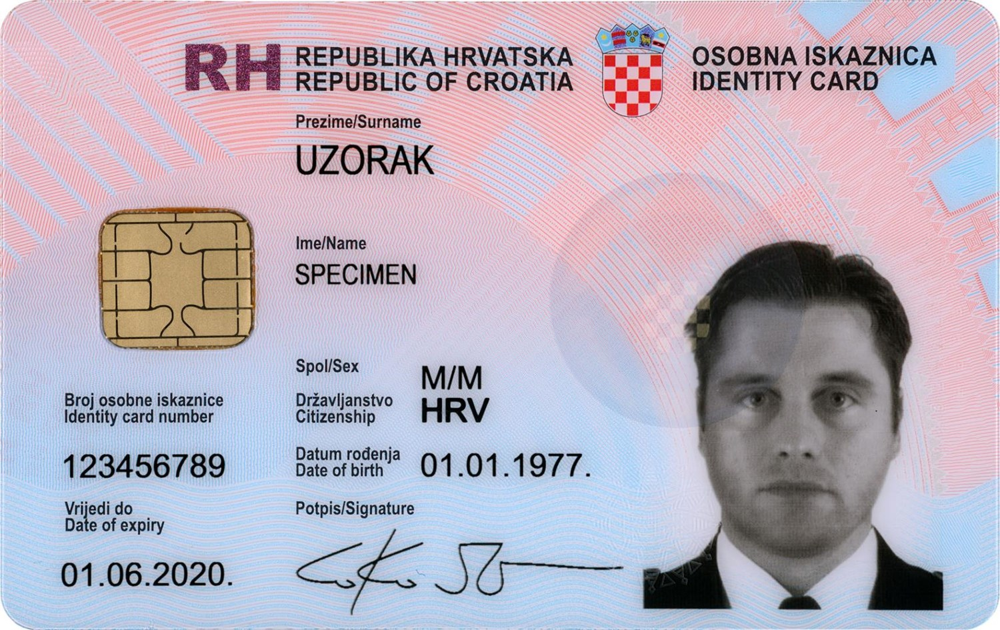 RH
REPUBLIKA HRVATSKA
REPUBLIC OF CROATIA
OSOBNA ISKAZNICA
IDENTITY CARD
Prezime/Surname
UZORAK
Ime/Name
SPECIMEN
Spol/Sex
M/M
Državljanstvo
Citizenship
HRV
Broj osobne iskaznice
Identity card number
123456789
Datum rođenja
Date of birth
01.01.1977.
Vrijedi do
Date of expiry
01.06.2020.
Potpis/Signature